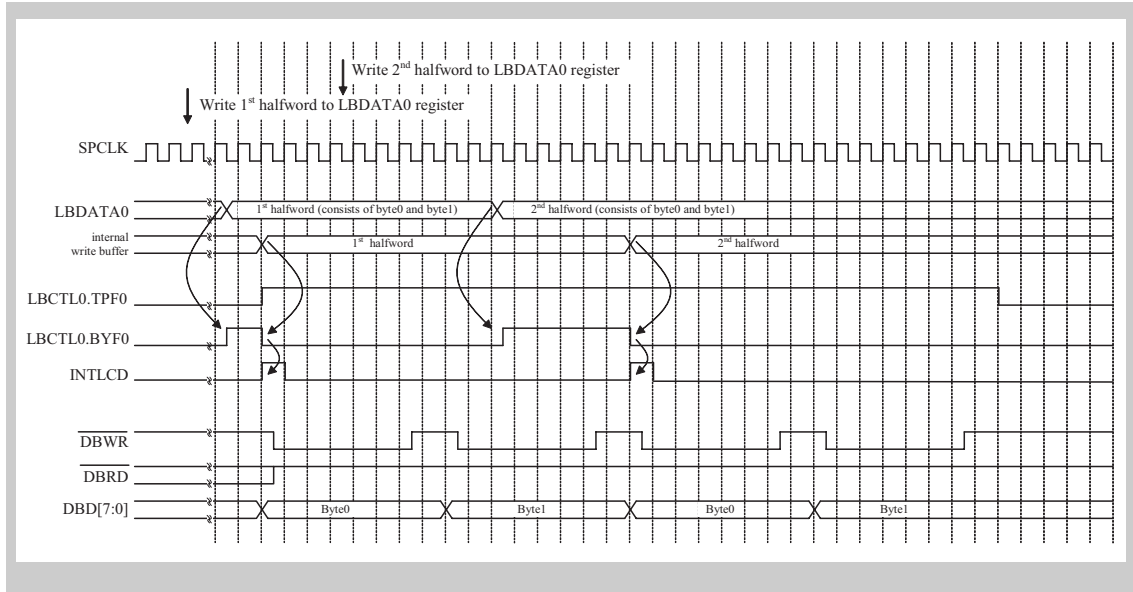 Write 2nd halfword to LBDATA0 register
Write 1st halfword to LBDATA0 register
SPCLK
LBDATA0
1st halfword (consists of byte0 and byte1)
2nd halfword (consists of byte0 and byte1)
internal
write buffer
1st halfword
2nd halfword
LBCTL0.TPF0
LBCTL0.BYF0
INTLCD
DBWR
DBRD
DBD[7:0]
Byte0
Byte1
Byte0
Byte1